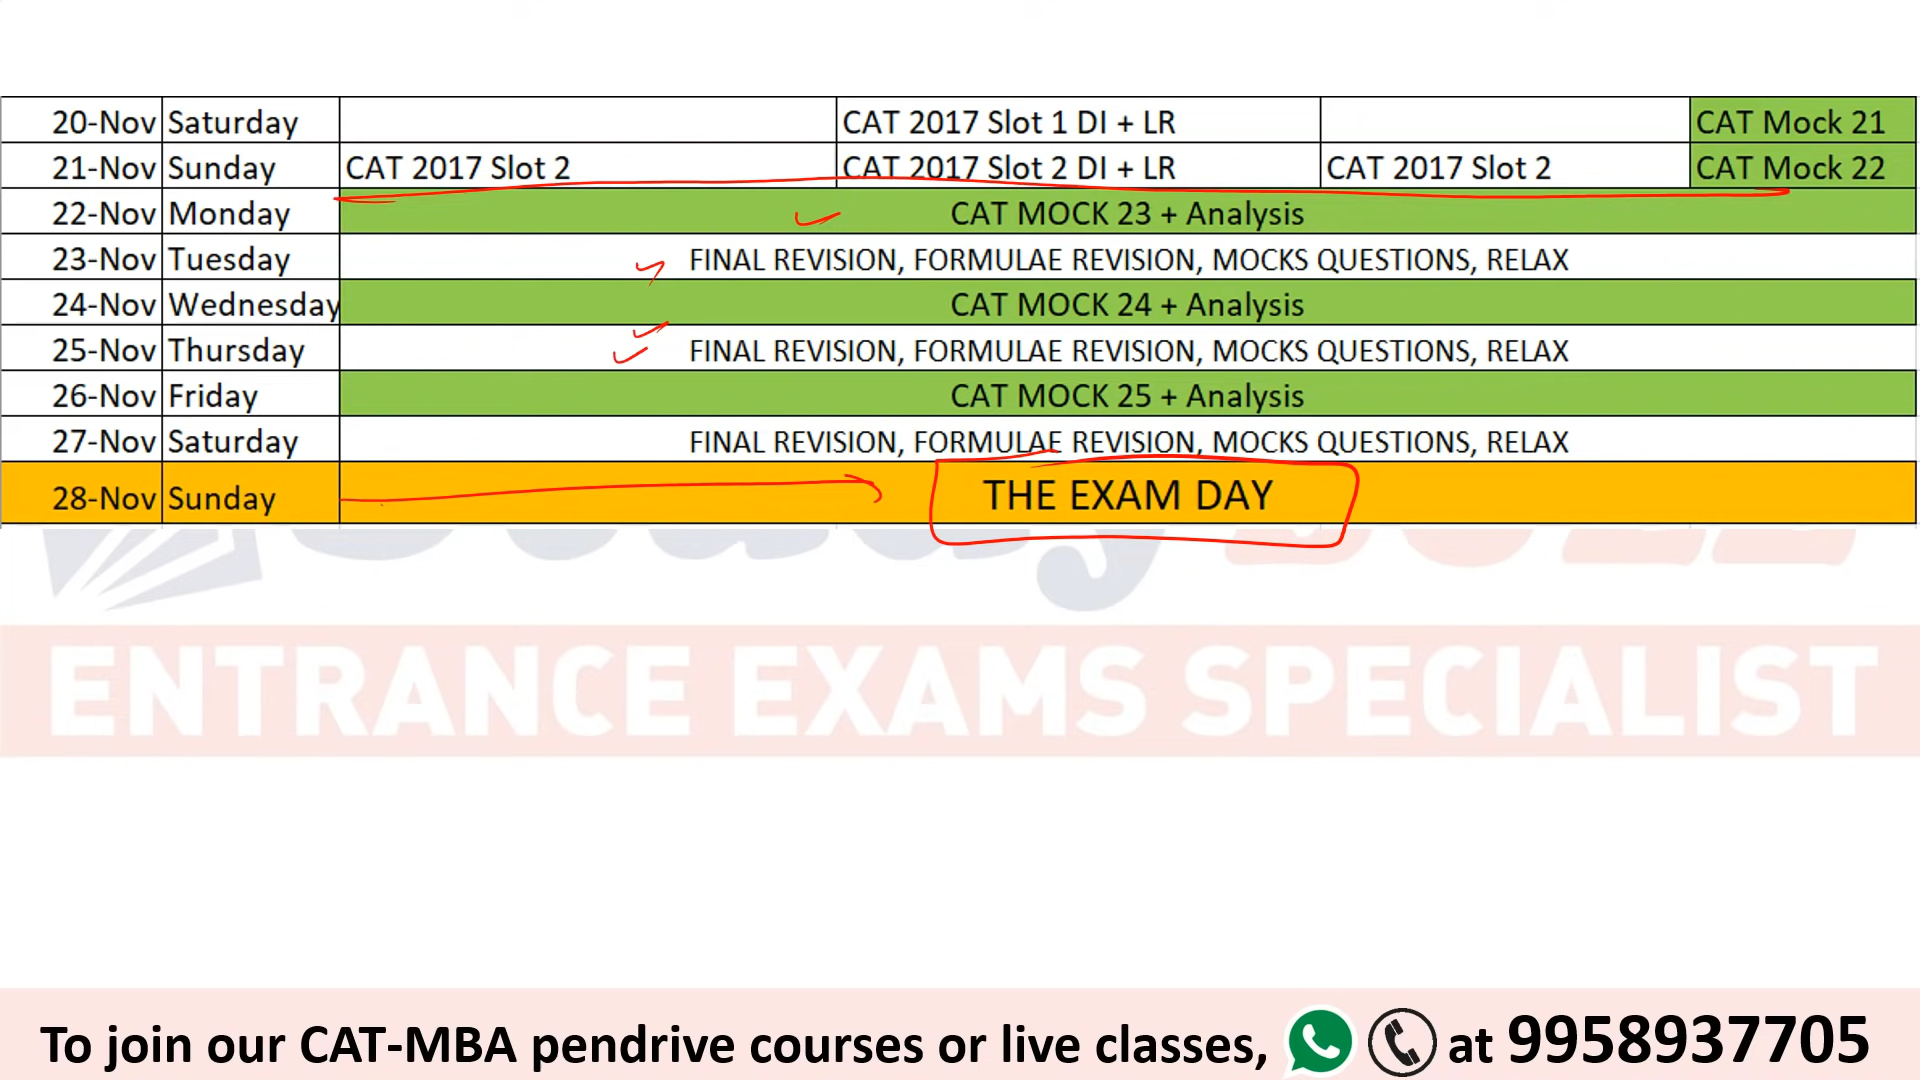 20-Nov Saturday CAT 2017 Slot 1 DI + LR CAT Mock 21
21-Nov Sunday CAT 2017 Slot 2 CAT 2017 Slot 2 DI + LR CAT 2017 Slot 2 CAT Mock 22
22-Nov Monday CAT MOCK 23 + Analysis
23-Nov Tuesday FINAL REVISION, FORMULAE REVISION, MOCKS QUESTIONS, RELAX
24-Nov Wednesday CAT MOCK 24 + Analysis
25-Nov Thursday FINAL REVISION, FORMULAE REVISION, MOCKS QUESTIONS, RELAX
26-Nov Friday CAT MOCK 25 + Analysis
27-Nov Saturday FINAL REVISION, FORMULAE REVISION, MOCKS QUESTIONS, RELAX
28-Nov Sunday THE EXAM DAY
ENTRANCE EXAMS SPECIALIST
To join our CAT-MBA pendrive courses or live classes, at 9958937705